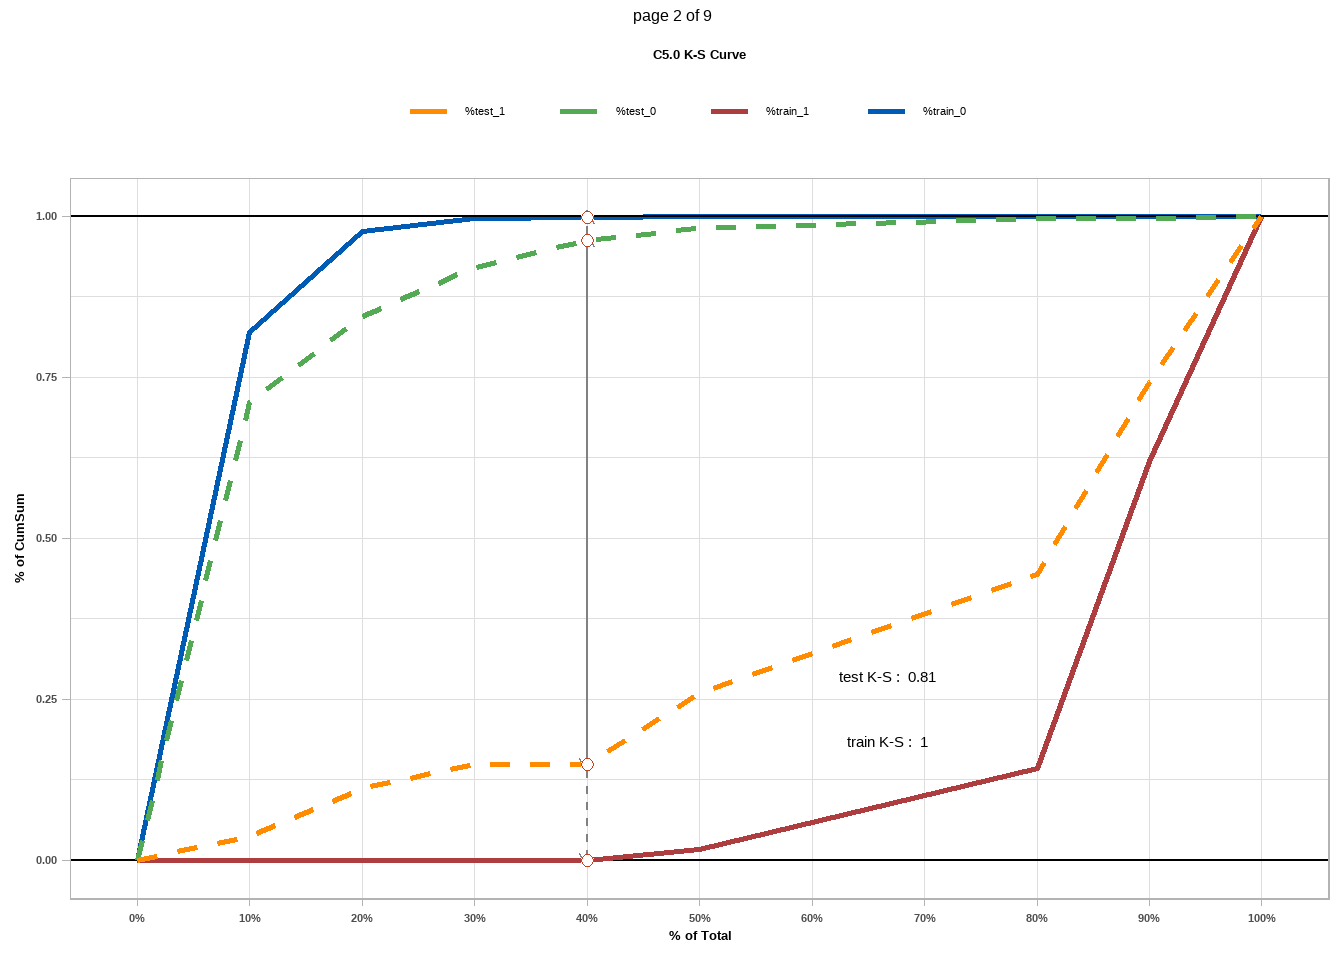 page 2 of 9
C5.0 K-S Curve
%test_1 %test_0 %train_1 %train_0
1.00
0.75
0.50
0.25
0.00
% of CumSum
test K-S : 0.81
train K-S : 1
0% 10% 20% 30% 40% 50% 60% 70% 80% 90% 100%
% of Total